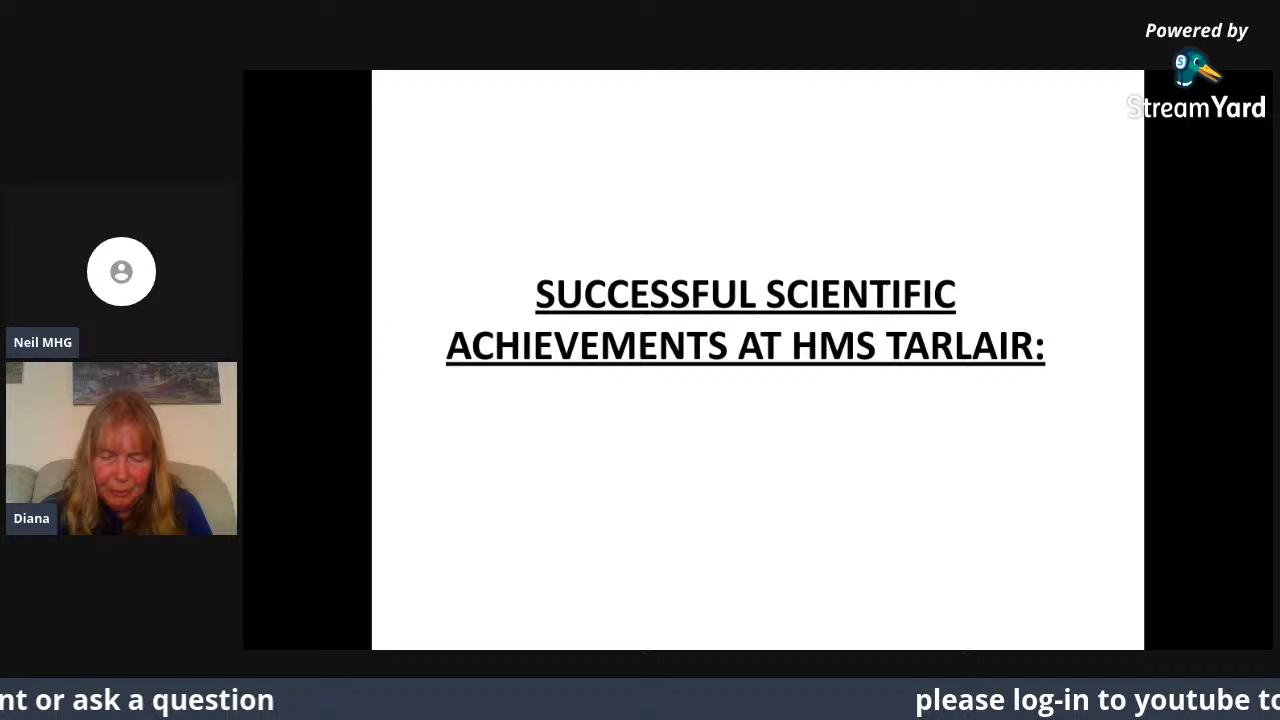 Powered by
StreamYard
SUCCESSFUL SCIENTIFIC
ACHIEVEMENTS AT HMS TARLAIR:
Neil MHG
Diana
nt or ask a question
please log-in to youtube to